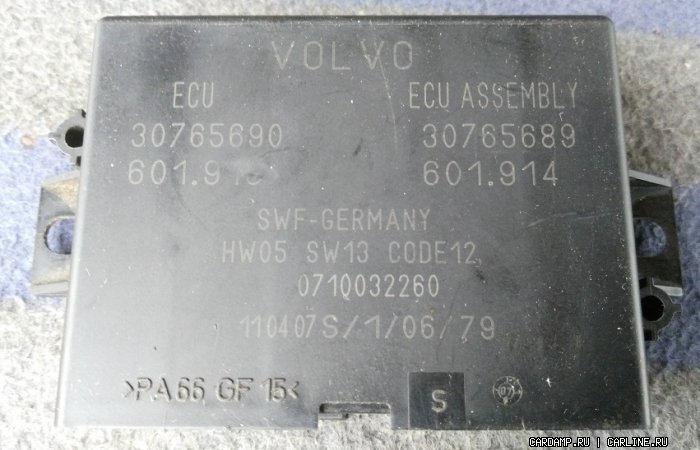 VOLVO
ECU ECU ASSEMBLY
30765690 30765689
601.914
SWF-GERMANY
HW05 SW13 CODE12
0710032260
110407S/1/06/79
>PA66 GF 15<
S
CARDAMP.RU | CARLINE.RU